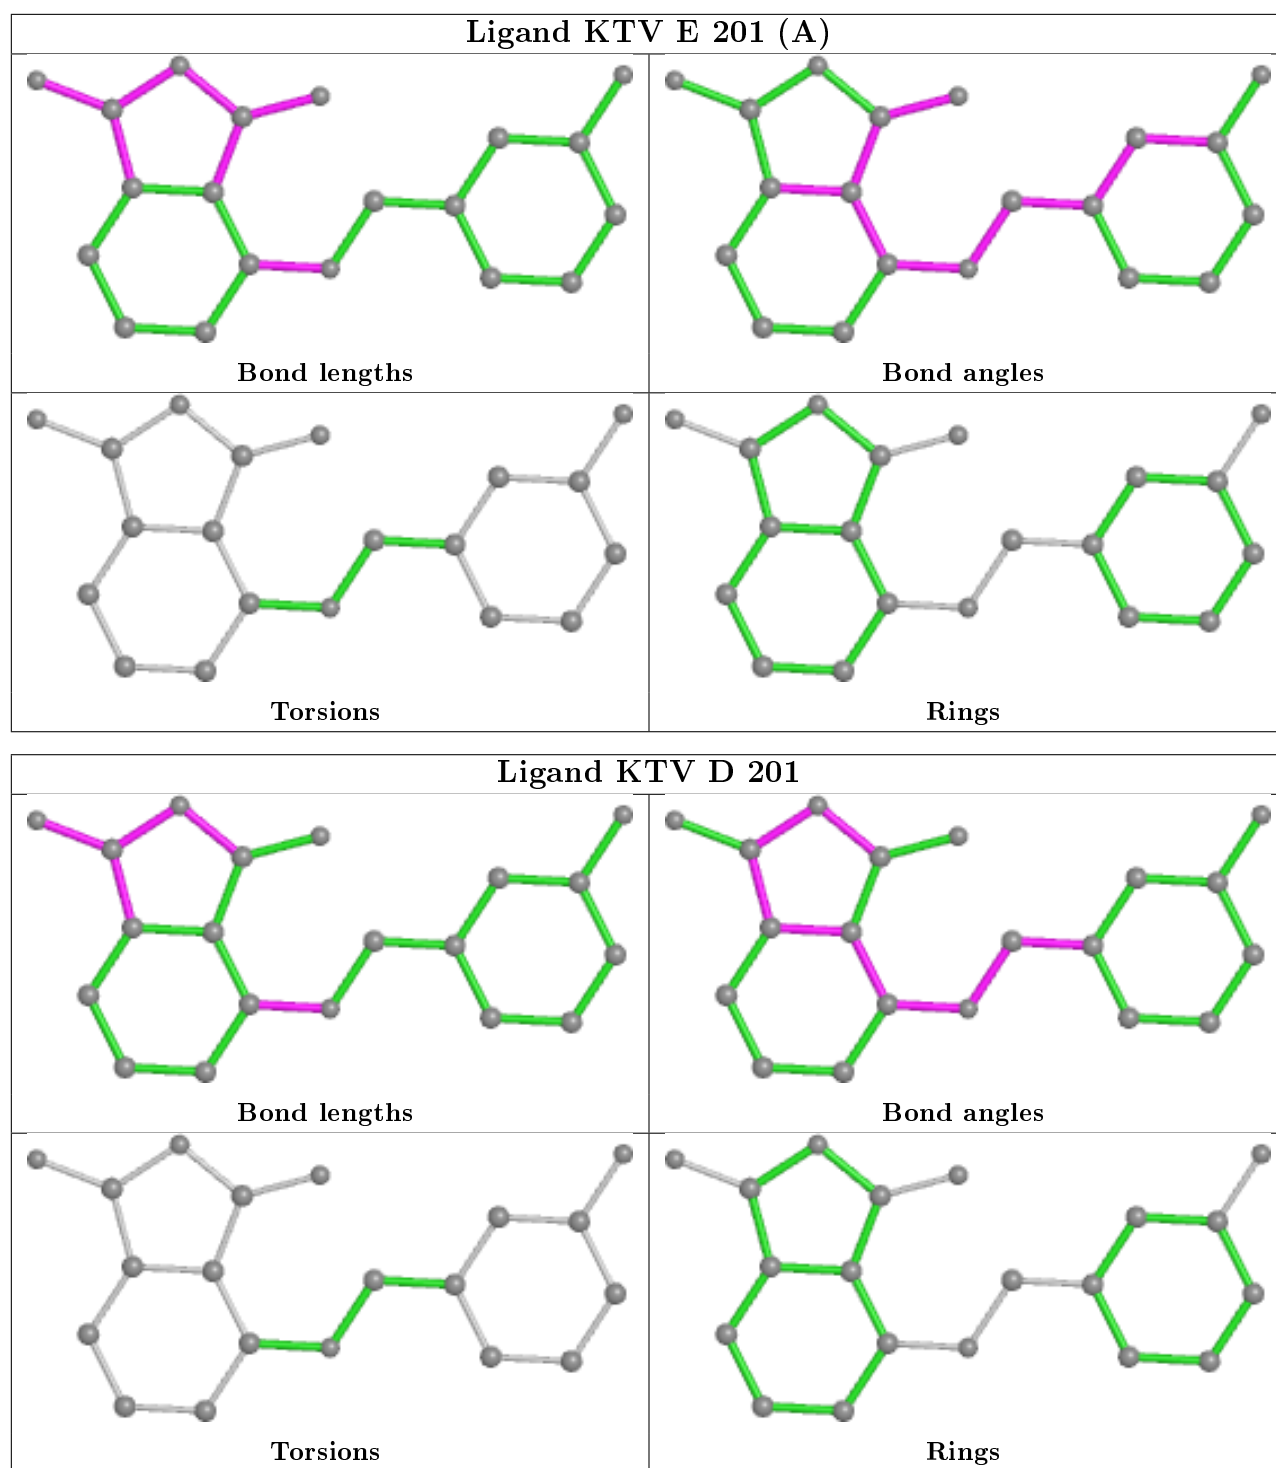 Ligand KTV E 201 (A)
Bond lengths
Bond angles
Torsions
Rings
Ligand KTV D 201
Bond lengths
Bond angles
Torsions
Rings